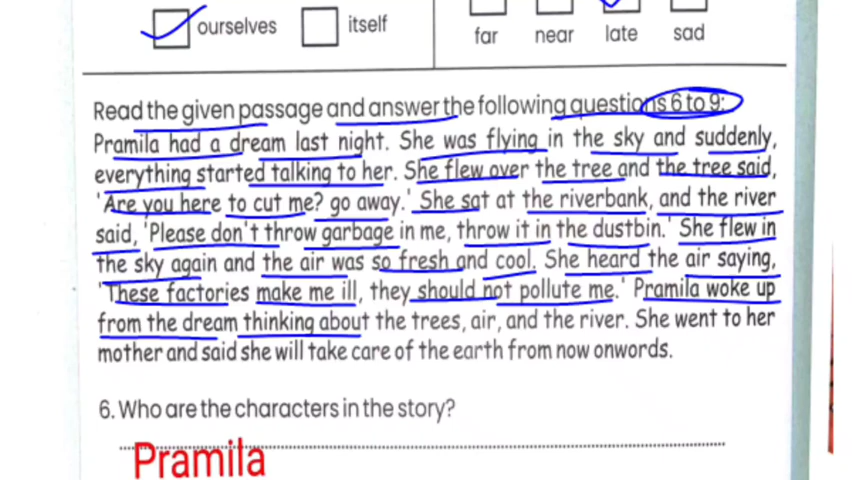 ourselves itself
far near late sad
Read the given passage and answer the following questions 6 to 9:
Pramila had a dream last night. She was flying in the sky and suddenly,
everything started talking to her. She flew over the tree and the tree said,
'Are you here to cut me? go away.' She sat at the riverbank, and the river
said, 'Please don't throw garbage in me, throw it in the dustbin.' She flew in
the sky again and the air was so fresh and cool. She heard the air saying,
'These factories make me ill, they should not pollute me.' Pramila woke up
from the dream thinking about the trees, air, and the river. She went to her
mother and said she will take care of the earth from now onwords.
6. Who are the characters in the story?
Pramila